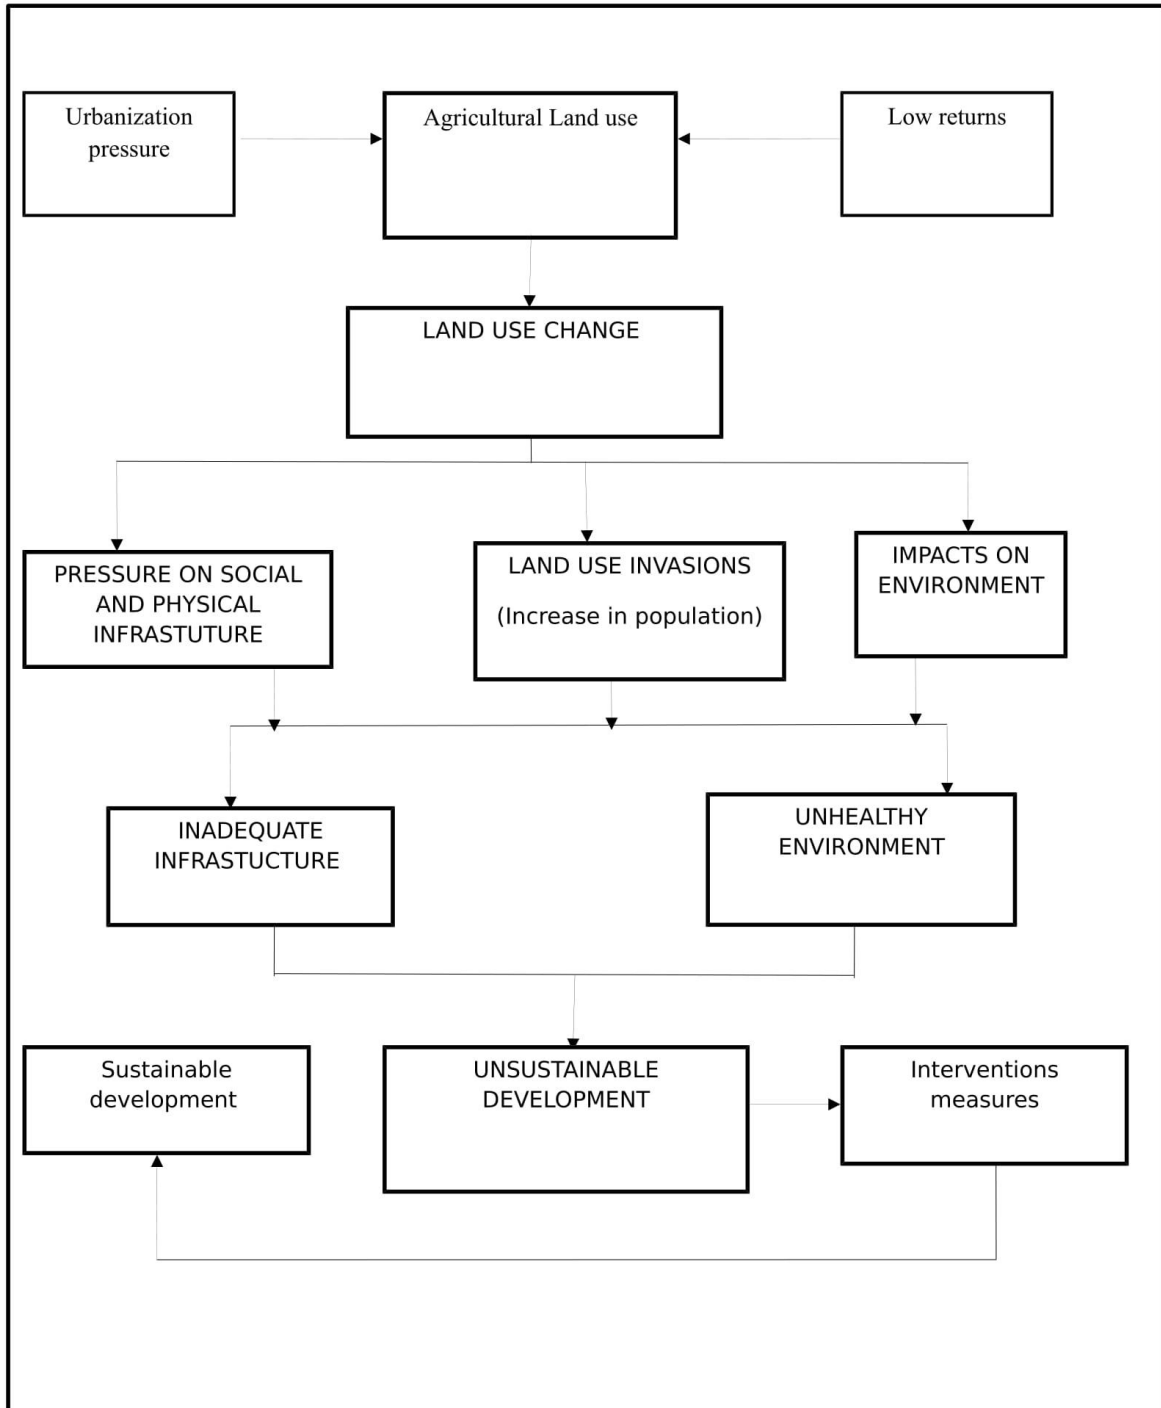 Urbanization
pressure
Agricultural Land use
Low returns
LAND USE CHANGE
PRESSURE ON SOCIAL
AND PHYSICAL
INFRASTUTURE
LAND USE INVASIONS
(Increase in population)
IMPACTS ON
ENVIRONMENT
INADEQUATE
INFRASTUCTURE
UNHEALTHY
ENVIRONMENT
Sustainable
development
UNSUSTAINABLE
DEVELOPMENT
Interventions
measures